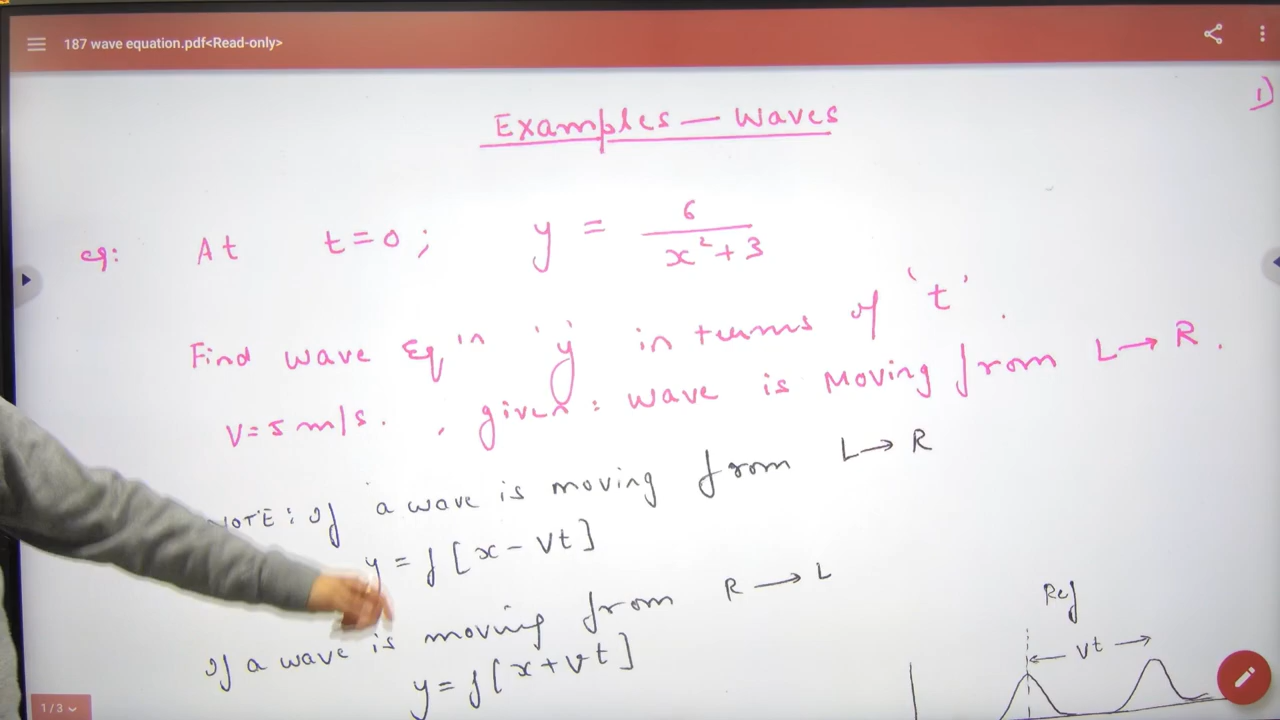 187 wave equation.pdf<Read-only>
1)
Examples — Waves
eg: At t=0; y = 6 / x²+3
Find wave Eq'n 'y' in terms of 't'.
V=5 m/s. , given: wave is moving from L→R.
NOTE: If a wave is moving from L→R
y = f[x-Vt]
If a wave is moving from R→L
y = f[x+vt]
Ref
vt
1/3